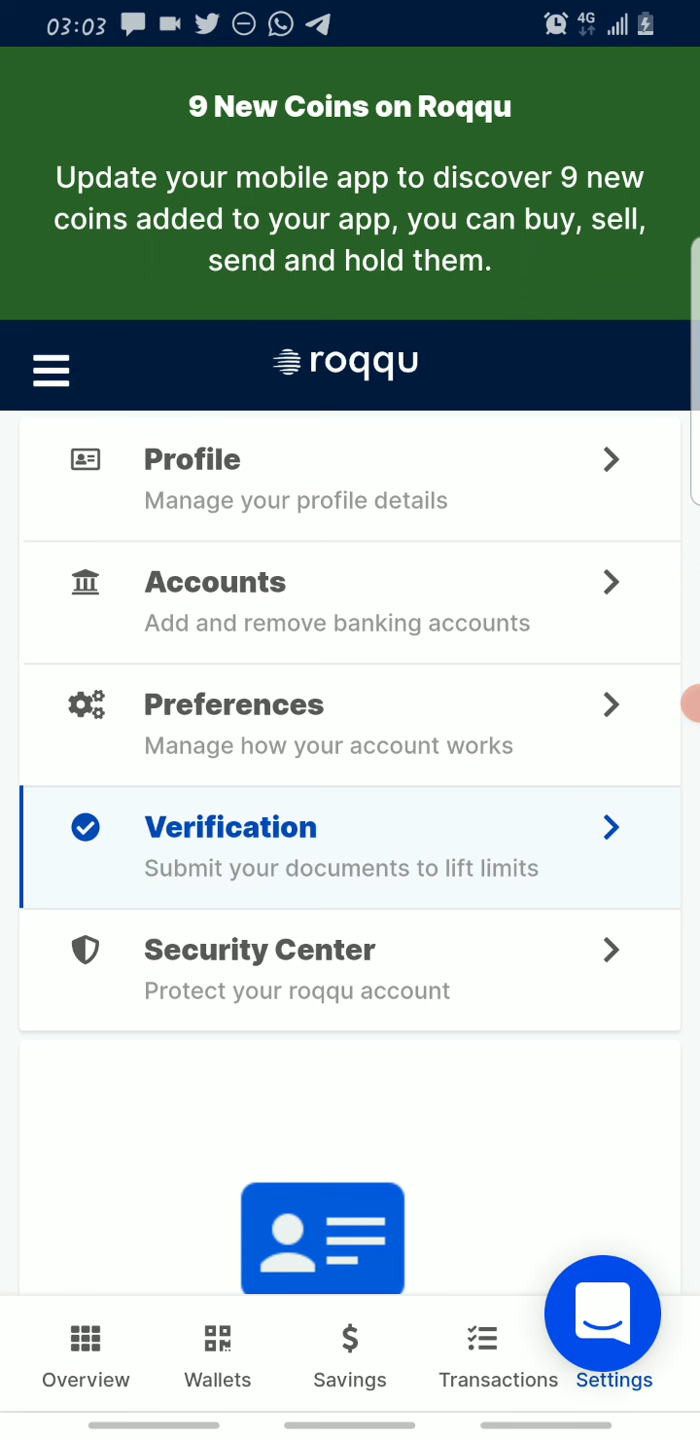 03:03
4G
9 New Coins on Roqqu
Update your mobile app to discover 9 new
coins added to your app, you can buy, sell,
send and hold them.
roqqu
Profile
Manage your profile details
Accounts
Add and remove banking accounts
Preferences
Manage how your account works
Verification
Submit your documents to lift limits
Security Center
Protect your roqqu account
Overview Wallets Savings Transactions Settings